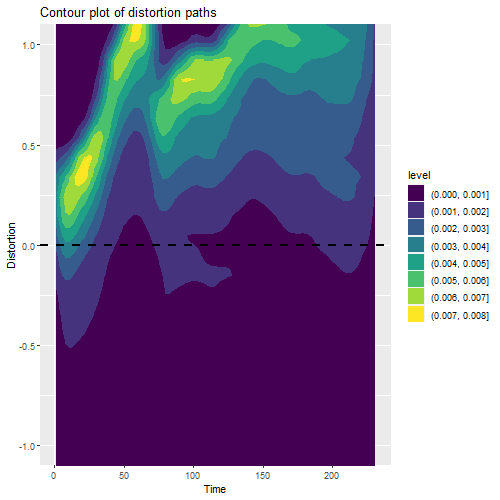 Contour plot of distortion paths
Distortion
1.0
0.5
0.0
-0.5
-1.0
0 50 100 150 200
Time
level
(0.000, 0.001]
(0.001, 0.002]
(0.002, 0.003]
(0.003, 0.004]
(0.004, 0.005]
(0.005, 0.006]
(0.006, 0.007]
(0.007, 0.008]